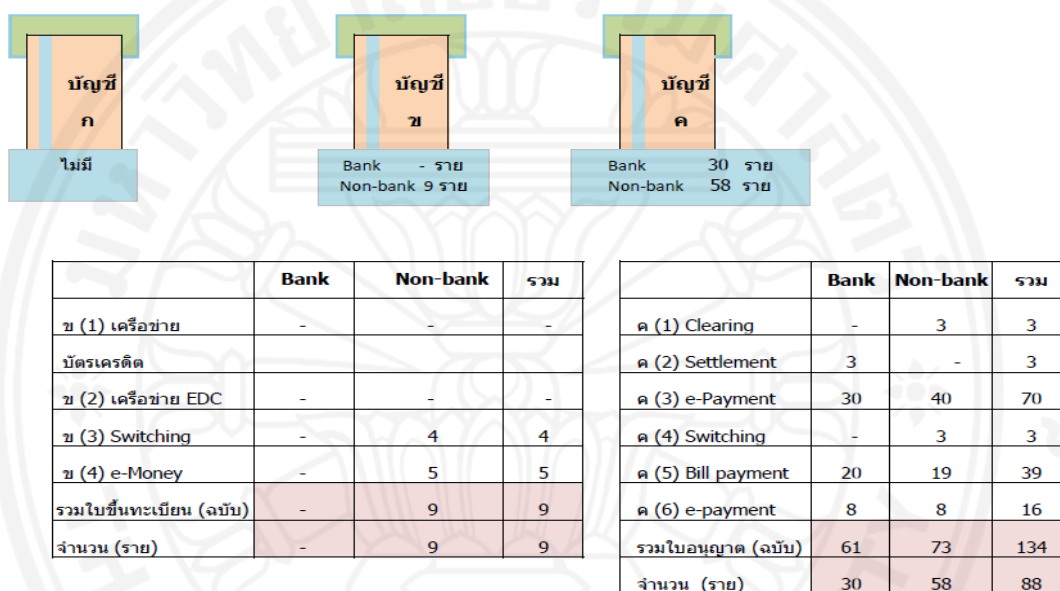 บัญชี
ก
ไม่มี
บัญชี
ข
Bank - ราย
Non-bank 9 ราย
บัญชี
ค
Bank 30 ราย
Non-bank 58 ราย
Bank Non-bank รวม
ข (1) เครือข่าย - - -
บัตรเครดิต
ข (2) เครือข่าย EDC - - -
ข (3) Switching - 4 4
ข (4) e-Money - 5 5
รวมใบขึ้นทะเบียน (ฉบับ) - 9 9
จำนวน (ราย) - 9 9
Bank Non-bank รวม
ค (1) Clearing - 3 3
ค (2) Settlement 3 - 3
ค (3) e-Payment 30 40 70
ค (4) Switching - 3 3
ค (5) Bill payment 20 19 39
ค (6) e-payment 8 8 16
รวมใบอนุญาต (ฉบับ) 61 73 134
จำนวน (ราย) 30 58 88